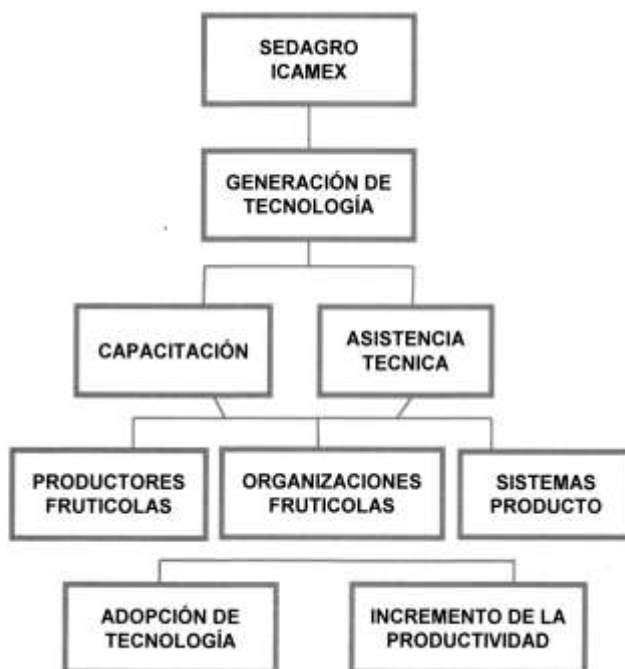 SEDAGRO
ICAMEX
GENERACIÓN DE
TECNOLOGÍA
CAPACITACIÓN
ASISTENCIA
TECNICA
PRODUCTORES
FRUTICOLAS
ORGANIZACIONES
FRUTICOLAS
SISTEMAS
PRODUCTO
ADOPCIÓN DE
TECNOLOGÍA
INCREMENTO DE LA
PRODUCTIVIDAD